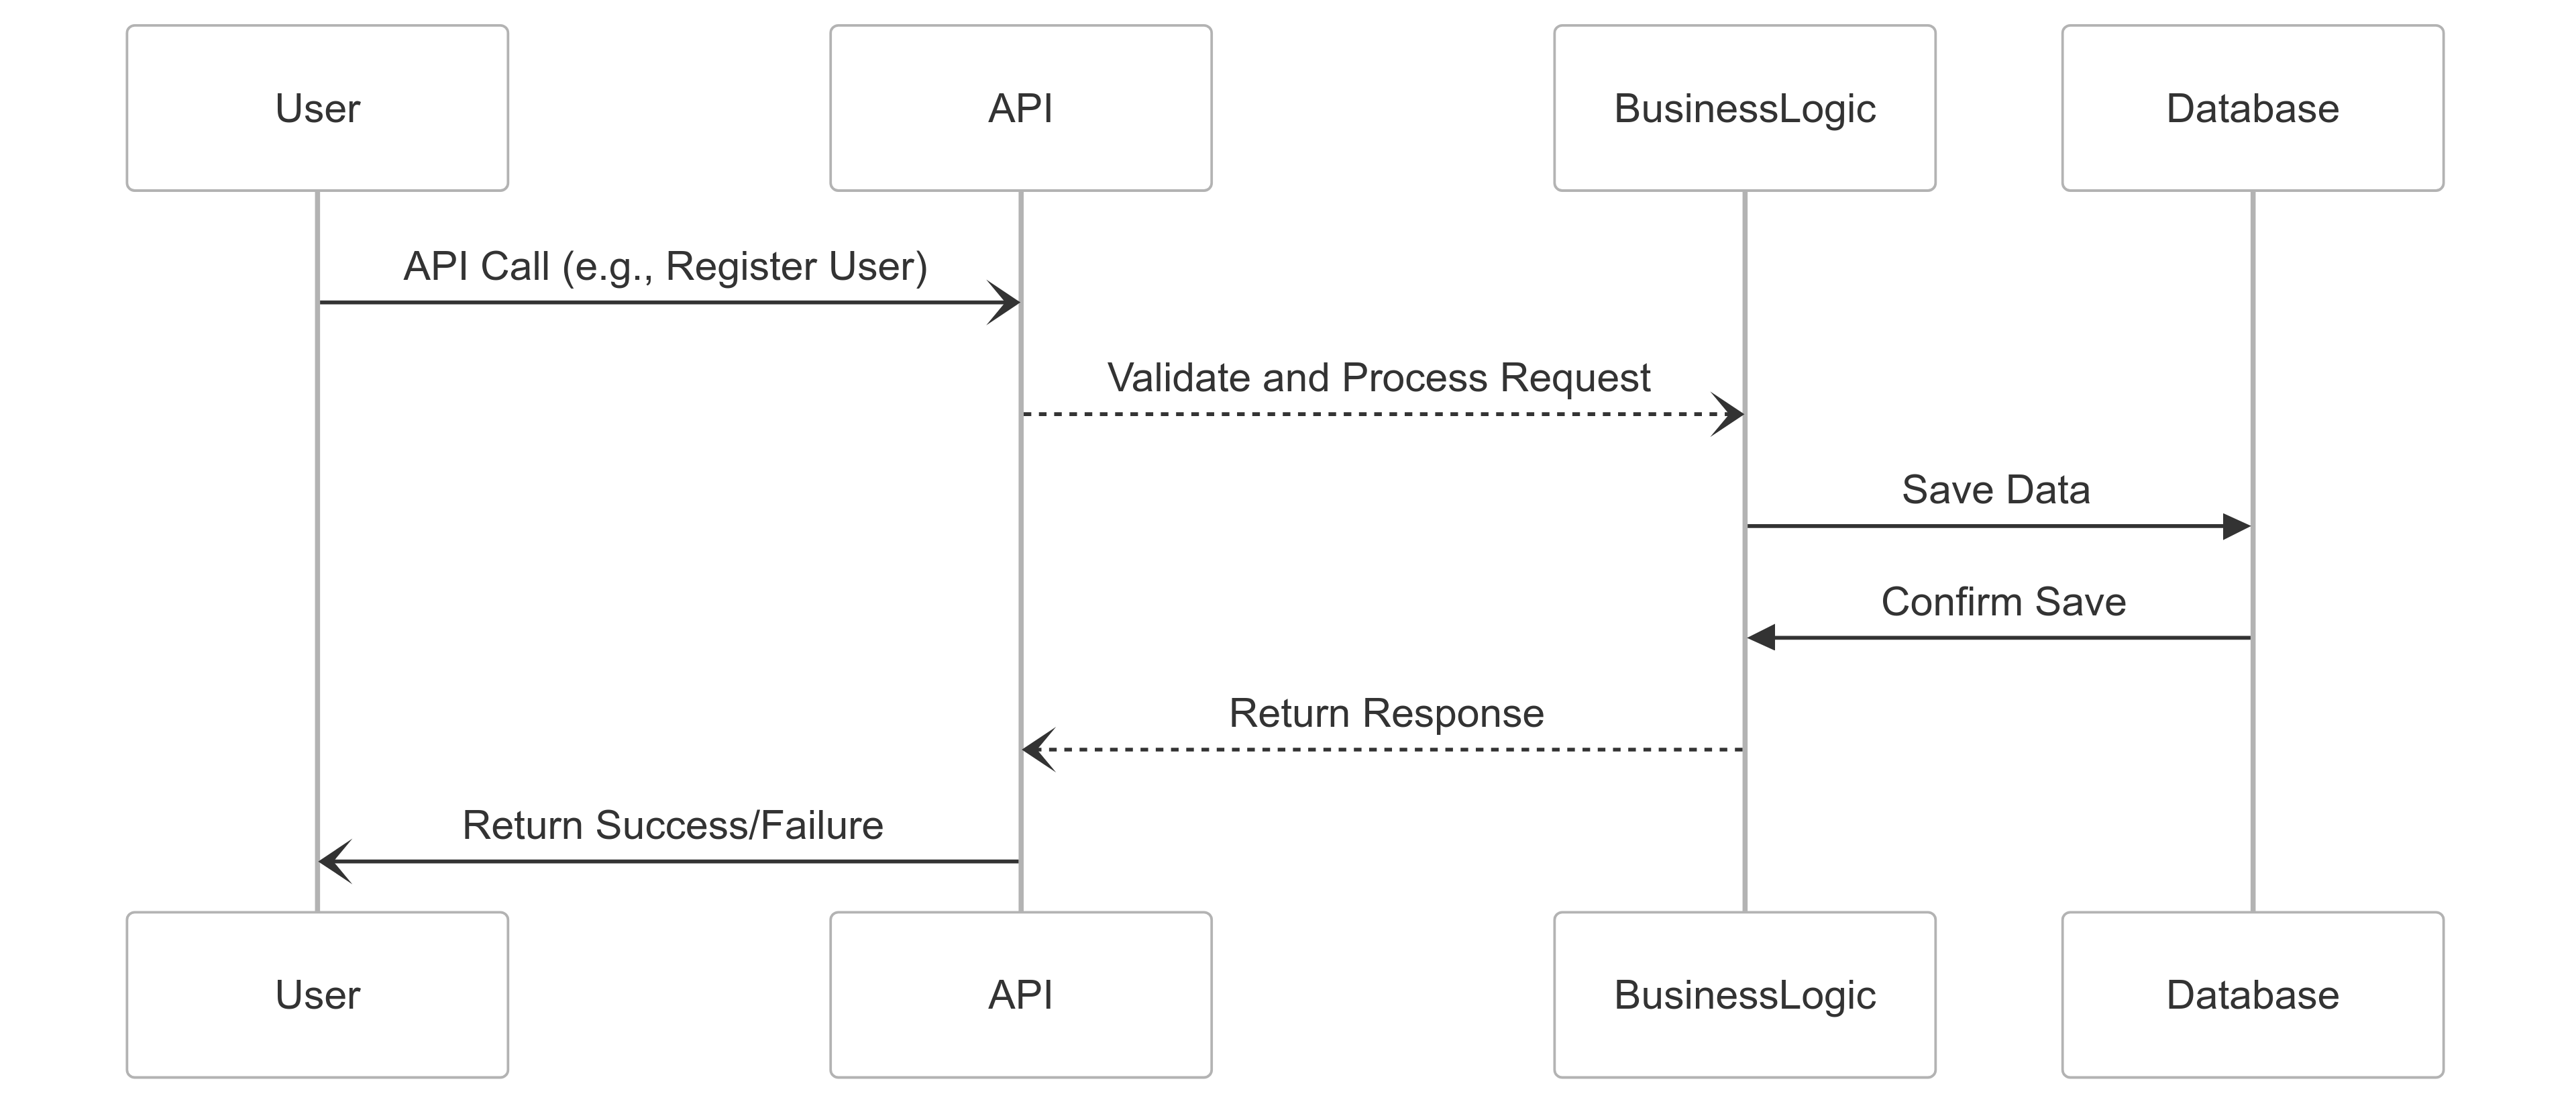 User
API
BusinessLogic
Database
API Call (e.g., Register User)
Validate and Process Request
Save Data
Confirm Save
Return Response
Return Success/Failure
User
API
BusinessLogic
Database